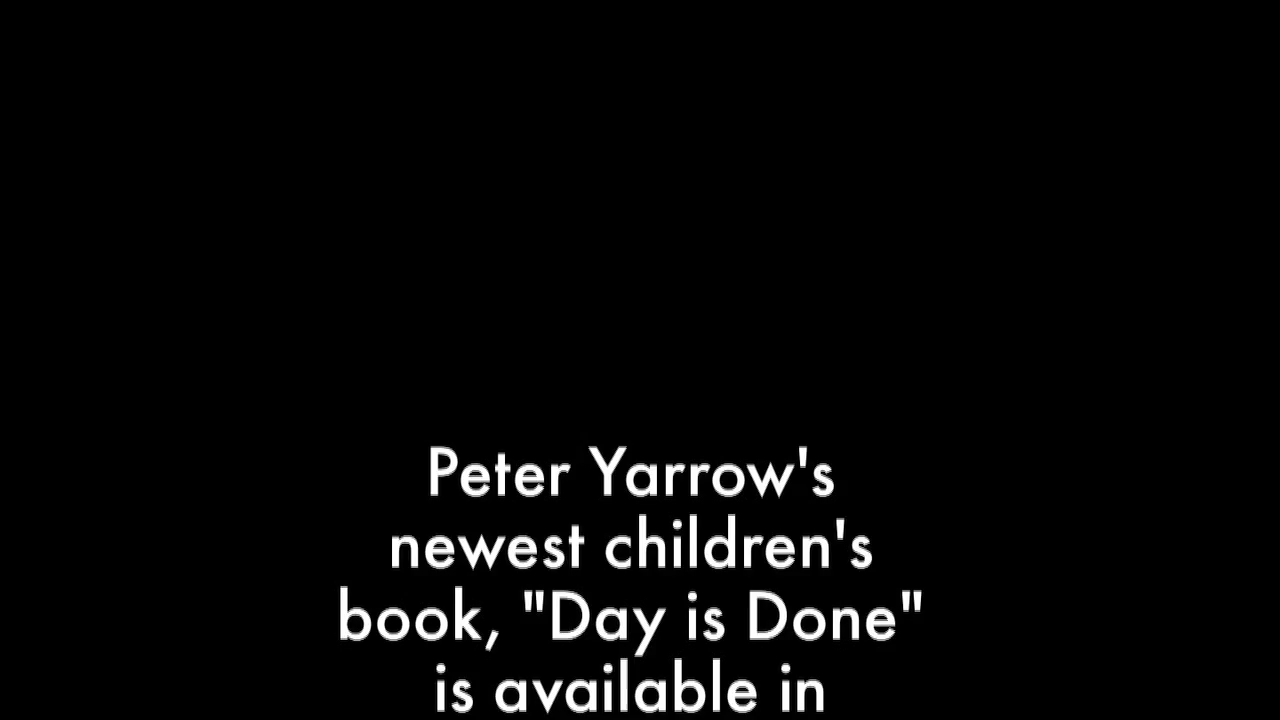 Peter Yarrow's
newest children's
book, "Day is Done"
is available in